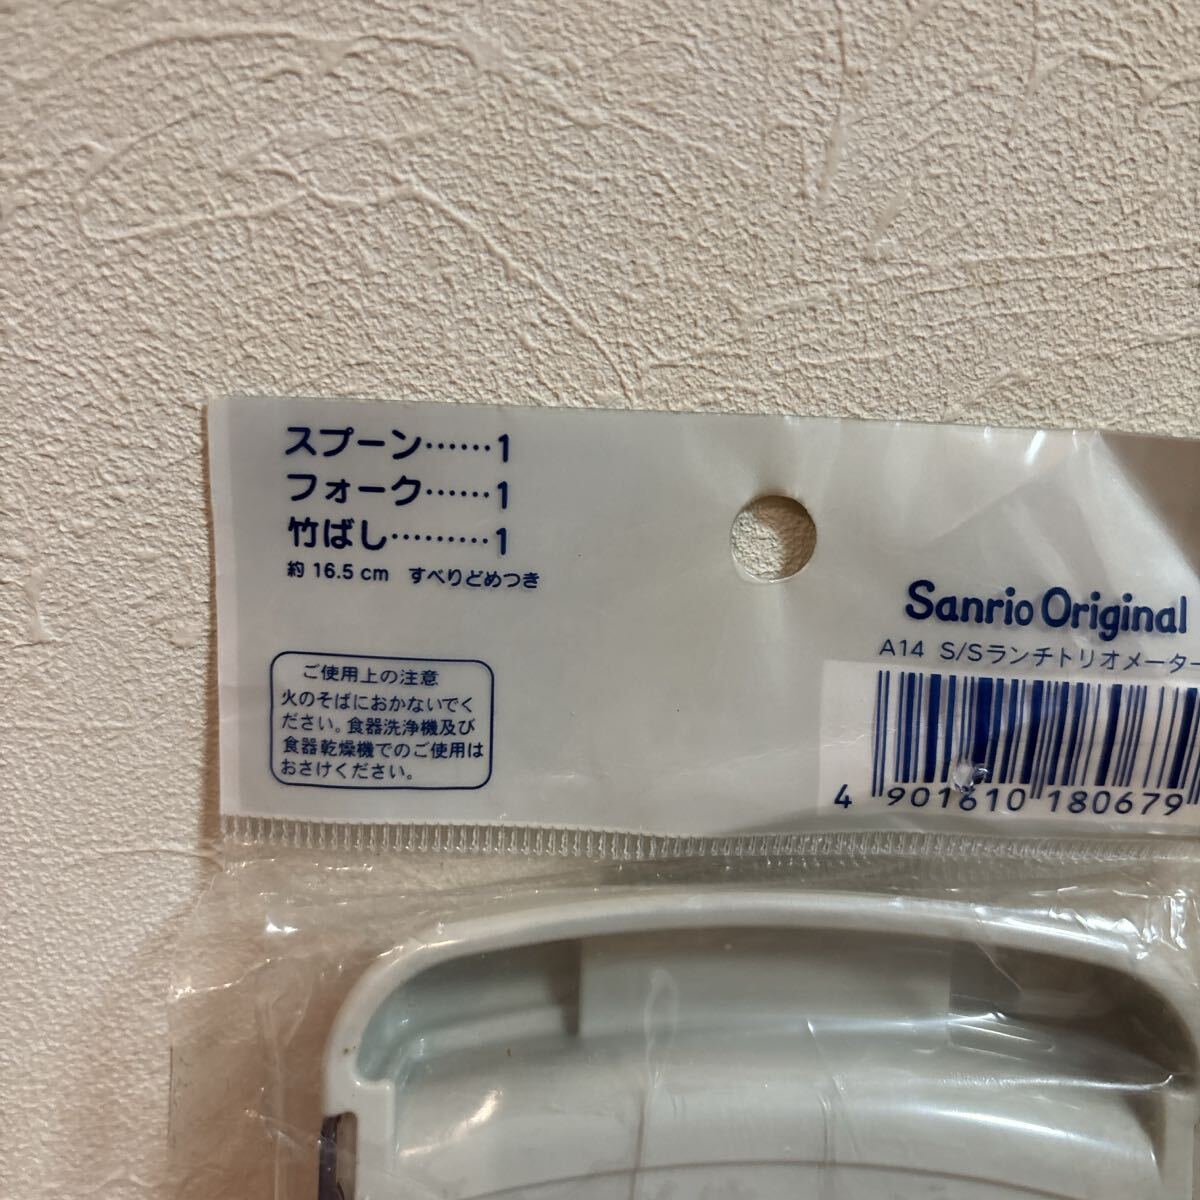 スプーン……1
フォーク……1
竹ばし………1
約 16.5 cm すべりどめつき
ご使用上の注意
火のそばにおかないでく
ださい。食器洗浄機及び
食器乾燥機でのご使用は
おさけください。
Sanrio Original
A14 S/Sランチトリオメーター
4 901610 180679